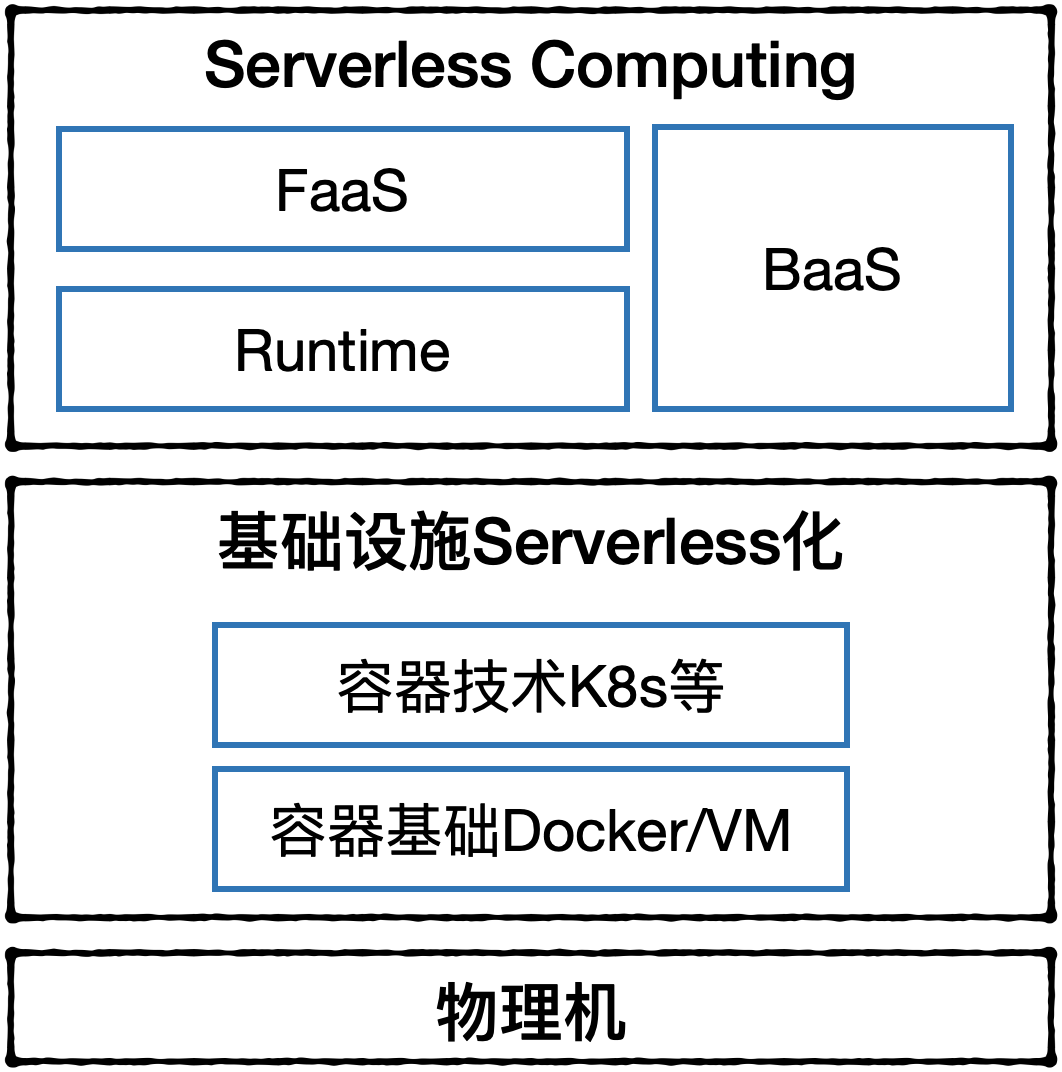 Serverless Computing
FaaS
BaaS
Runtime
基础设施Serverless化
容器技术K8s等
容器基础Docker/VM
物理机